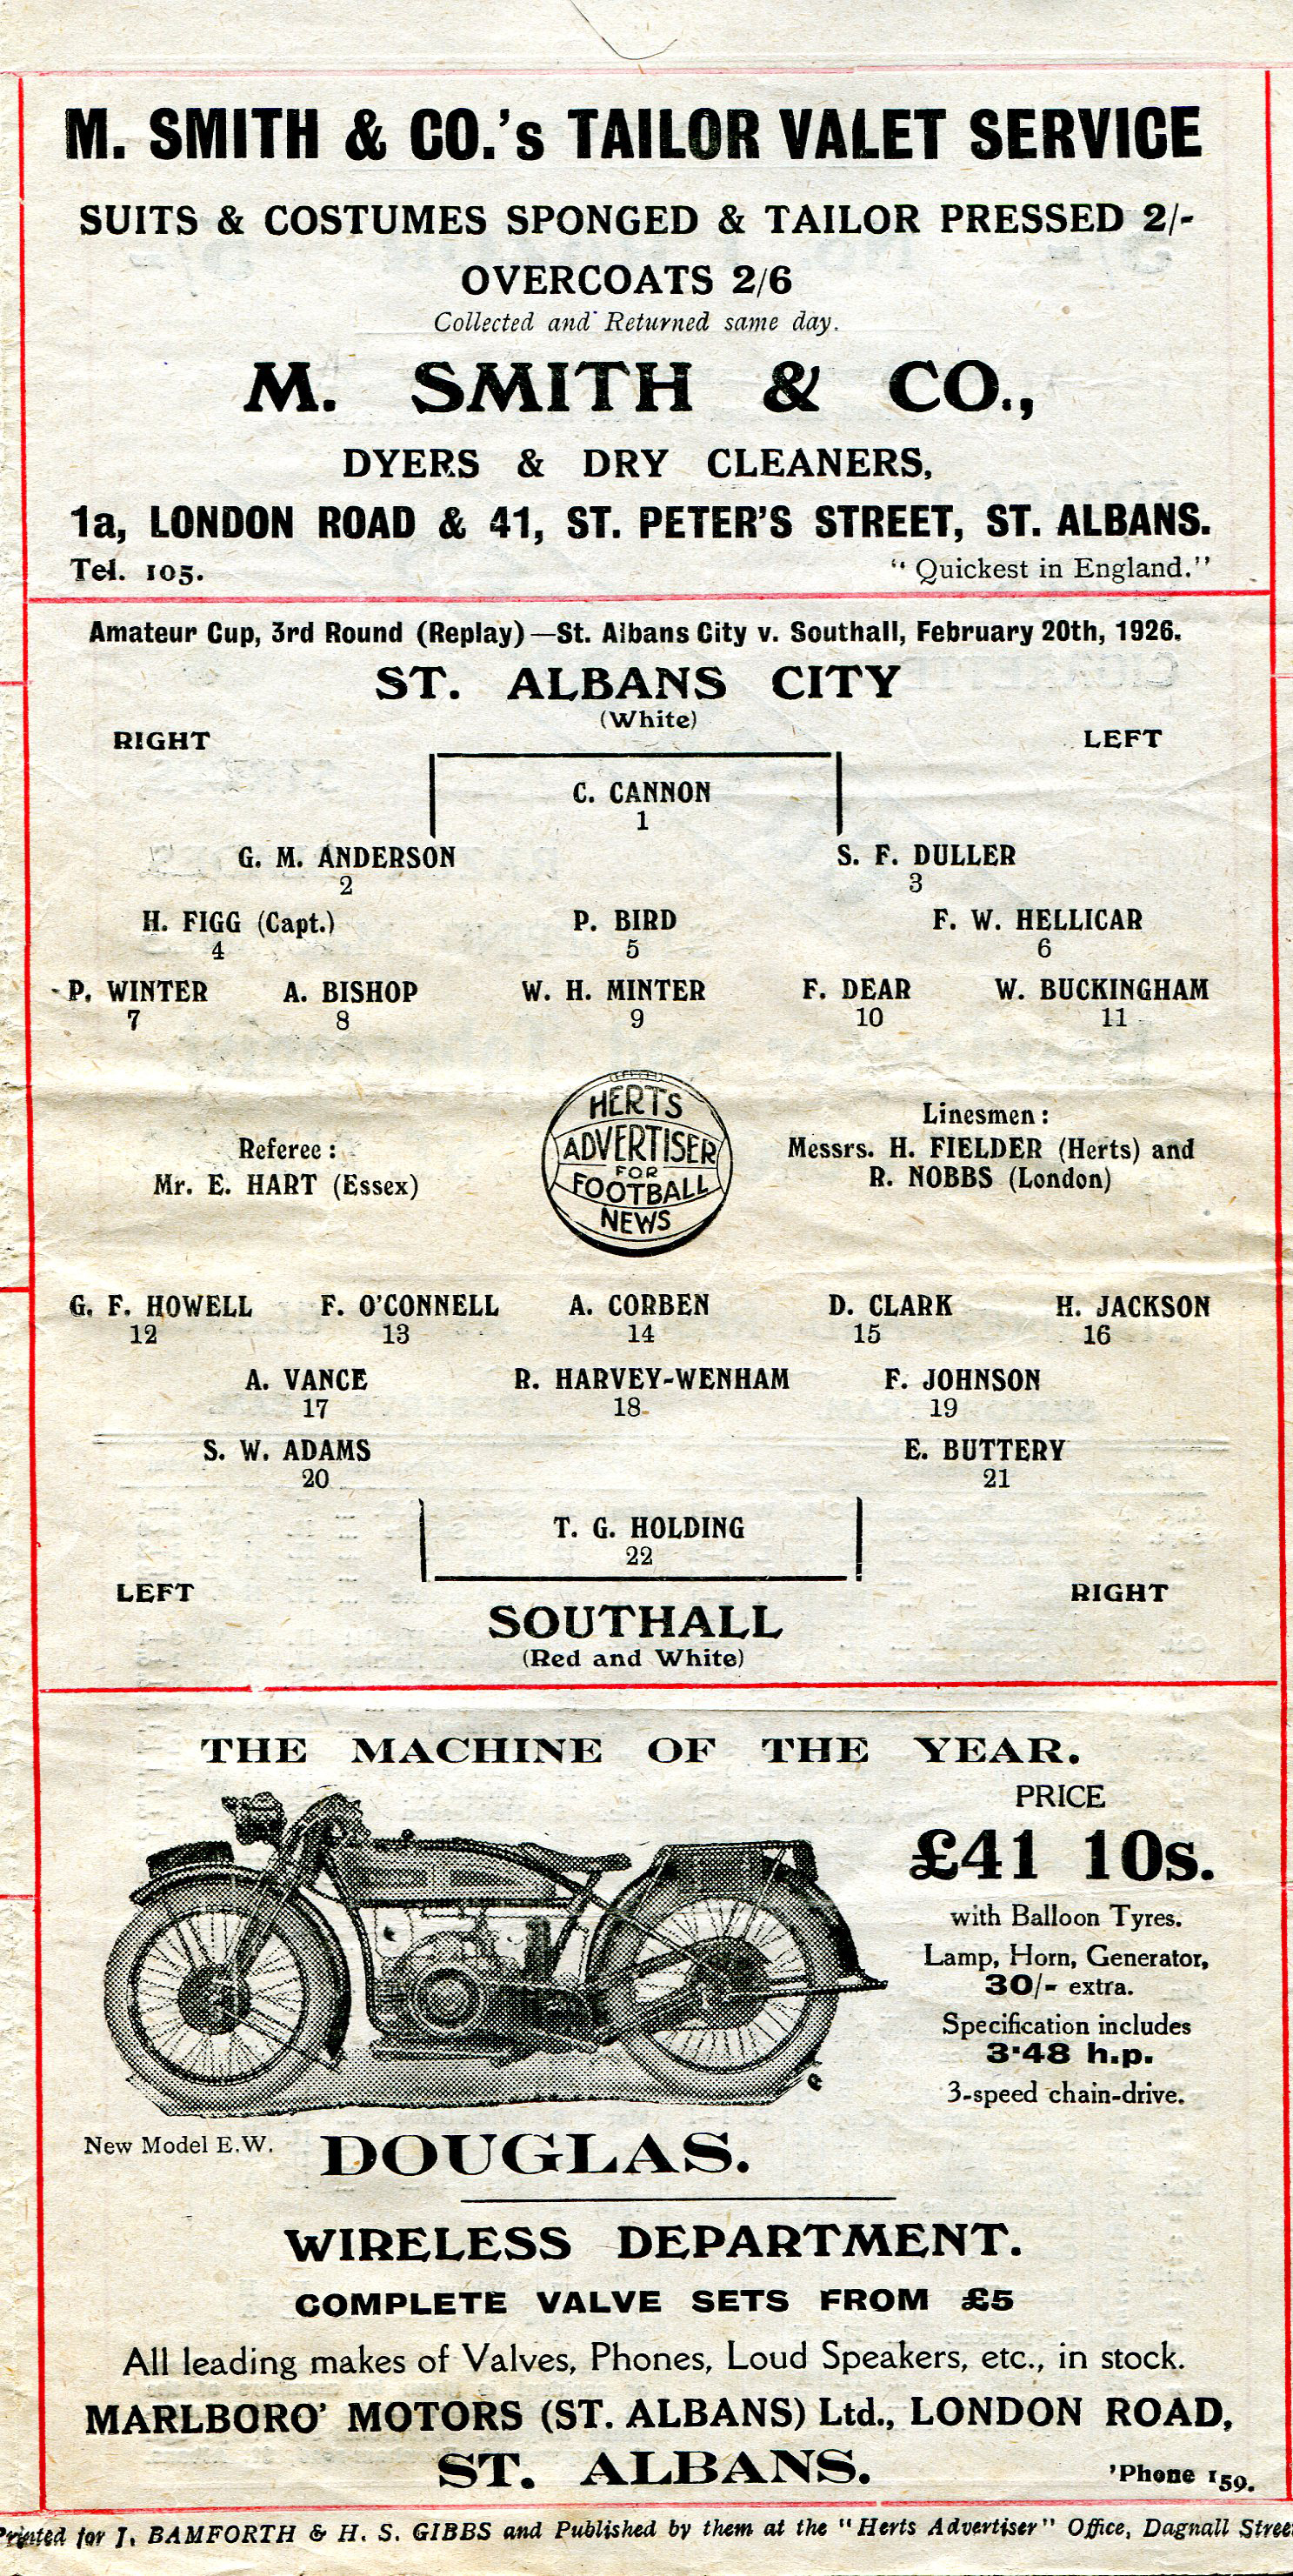 M. SMITH & CO.'s TAILOR VALET SERVICE
SUITS & COSTUMES SPONGED & TAILOR PRESSED 2/-
OVERCOATS 2/6
Collected and Returned same day.
M. SMITH & CO.,
DYERS & DRY CLEANERS,
1a, LONDON ROAD & 41, ST. PETER'S STREET, ST. ALBANS.
Tel. 105. "Quickest in England."
Amateur Cup, 3rd Round (Replay)—St. Albans City v. Southall, February 20th, 1926.
ST. ALBANS CITY
(White)
RIGHT LEFT
C. CANNON
1
G. M. ANDERSON S. F. DULLER
2 3
H. FIGG (Capt.) P. BIRD F. W. HELLICAR
4 5 6
P. WINTER A. BISHOP W. H. MINTER F. DEAR W. BUCKINGHAM
7 8 9 10 11
HERTS
ADVERTISER
FOR
FOOTBALL
NEWS
Referee :
Mr. E. HART (Essex)
Linesmen :
Messrs. H. FIELDER (Herts) and
R. NOBBS (London)
G. F. HOWELL F. O'CONNELL A. CORBEN D. CLARK H. JACKSON
12 13 14 15 16
A. VANCE R. HARVEY-WENHAM F. JOHNSON
17 18 19
S. W. ADAMS E. BUTTERY
20 21
T. G. HOLDING
22
LEFT RIGHT
SOUTHALL
(Red and White)
THE MACHINE OF THE YEAR.
PRICE
£41 10s.
with Balloon Tyres.
Lamp, Horn, Generator,
30/- extra.
Specification includes
3·48 h.p.
3-speed chain-drive.
New Model E.W. DOUGLAS.
WIRELESS DEPARTMENT.
COMPLETE VALVE SETS FROM £5
All leading makes of Valves, Phones, Loud Speakers, etc., in stock.
MARLBORO' MOTORS (ST. ALBANS) Ltd., LONDON ROAD,
ST. ALBANS. 'Phone 159.
Printed for J. BAMFORTH & H. S. GIBBS and Published by them at the "Herts Advertiser" Office, Dagnall Street